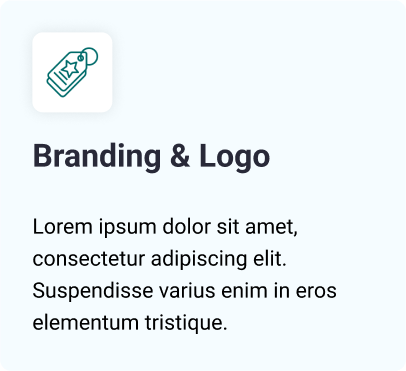 Branding & Logo
Lorem ipsum dolor sit amet,
consectetur adipiscing elit.
Suspendisse varius enim in eros
elementum tristique.